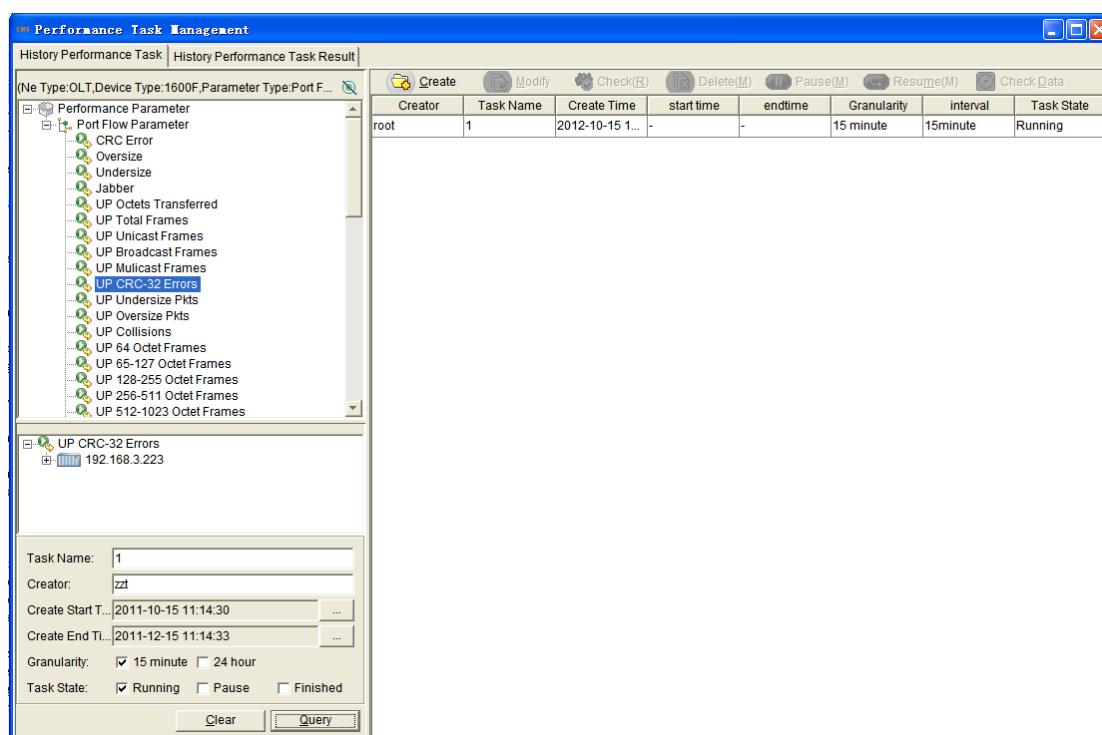 EMS Performance Task Management
History Performance Task History Performance Task Result
(Ne Type:OLT,Device Type:1600F,Parameter Type:Port F...
Create Modify Check(R) Delete(M) Pause(M) Resume(M) Check Data
Creator Task Name Create Time start time endtime Granularity interval Task State
root 1 2012-10-15 1... - - 15 minute 15minute Running
Performance Parameter
Port Flow Parameter
CRC Error
Oversize
Undersize
Jabber
UP Octets Transferred
UP Total Frames
UP Unicast Frames
UP Broadcast Frames
UP Mulicast Frames
UP CRC-32 Errors
UP Undersize Pkts
UP Oversize Pkts
UP Collisions
UP 64 Octet Frames
UP 65-127 Octet Frames
UP 128-255 Octet Frames
UP 256-511 Octet Frames
UP 512-1023 Octet Frames
UP CRC-32 Errors
192.168.3.223
Task Name: 1
Creator: zzt
Create Start T... 2011-10-15 11:14:30 ...
Create End Ti... 2011-12-15 11:14:33 ...
Granularity: 15 minute 24 hour
Task State: Running Pause Finished
Clear Query